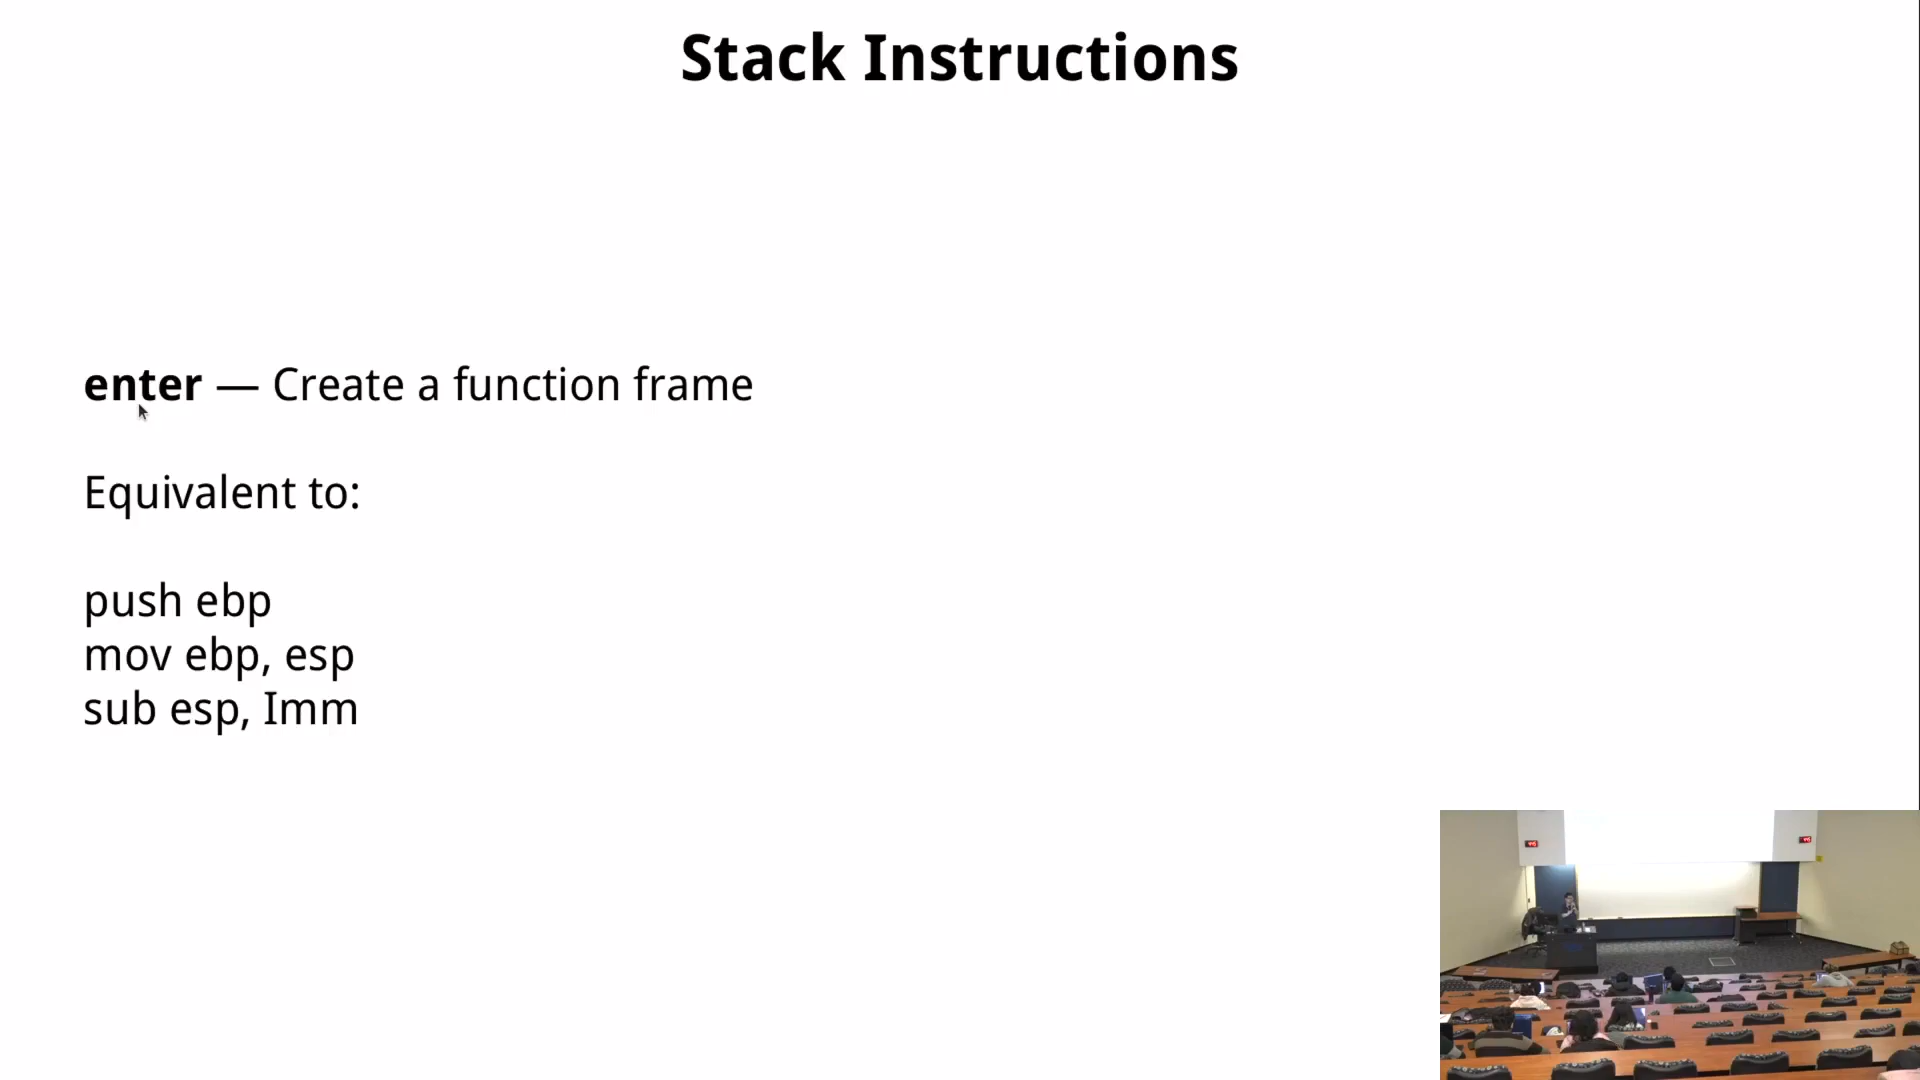 Stack Instructions
enter — Create a function frame
Equivalent to:
push ebp
mov ebp, esp
sub esp, Imm